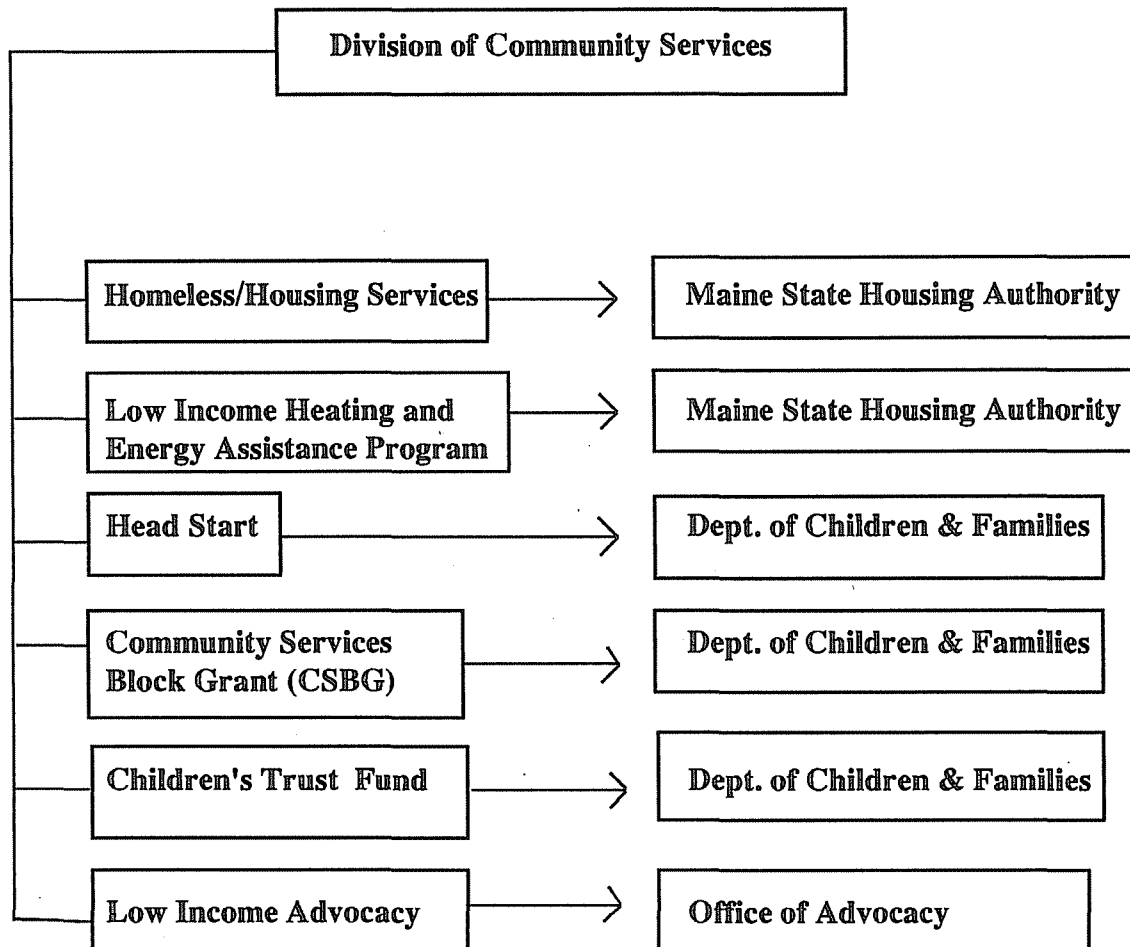 Division of Community Services
Homeless/Housing Services
Maine State Housing Authority
Low Income Heating and
Energy Assistance Program
Maine State Housing Authority
Head Start
Dept. of Children & Families
Community Services
Block Grant (CSBG)
Dept. of Children & Families
Children's Trust Fund
Dept. of Children & Families
Low Income Advocacy
Office of Advocacy